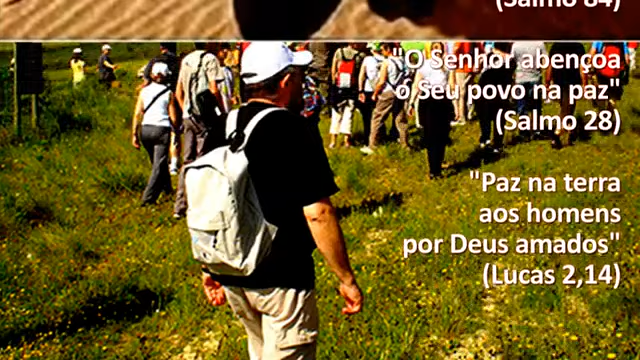 (Salmo 84)
"O Senhor abençoa
o Seu povo na paz"
(Salmo 28)
"Paz na terra
aos homens
por Deus amados"
(Lucas 2,14)